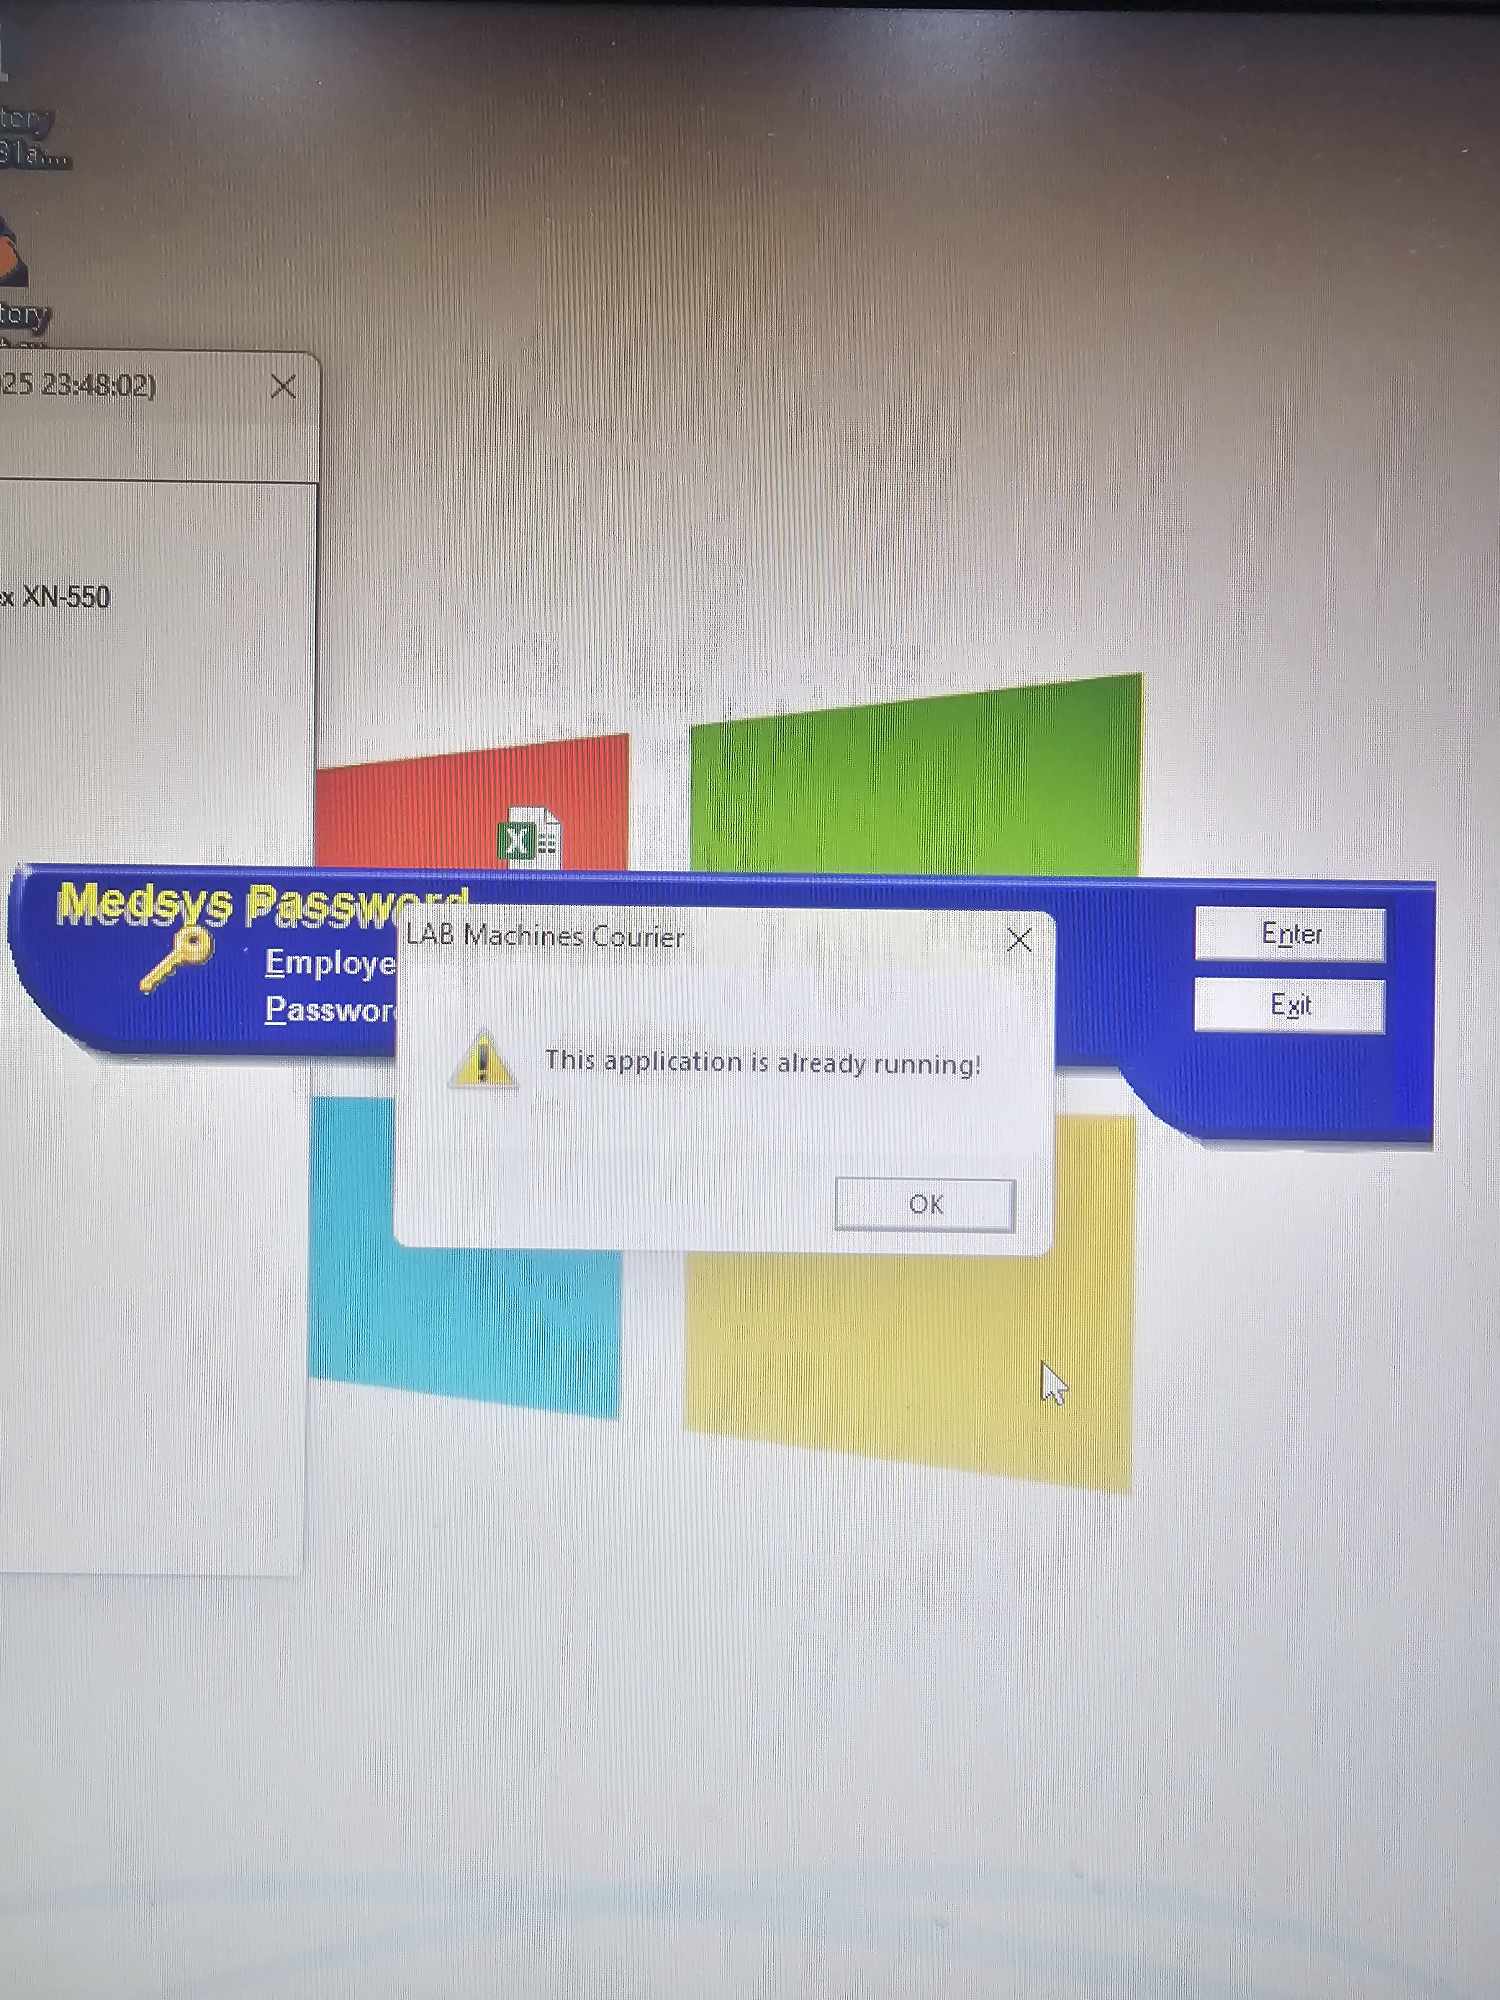 tory
81a....
tory
25 23:48:02)
x XN-550
Medsys Password
Employe
Passwor
Enter
Exit
LAB Machines Courier
This application is already running!
OK